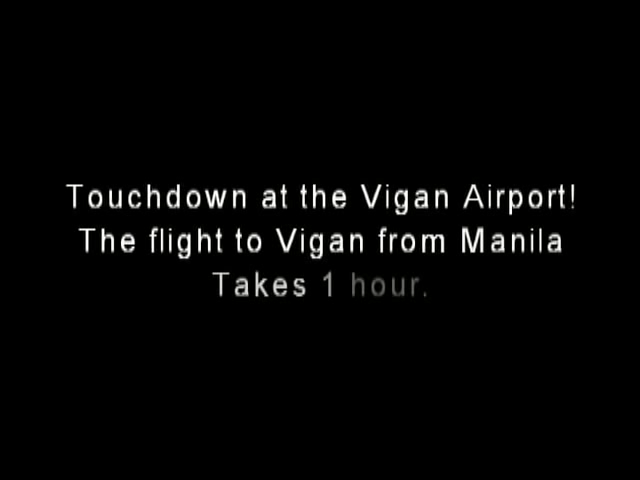 Touchdown at the Vigan Airport!
The flight to Vigan from Manila
Takes 1 hour.